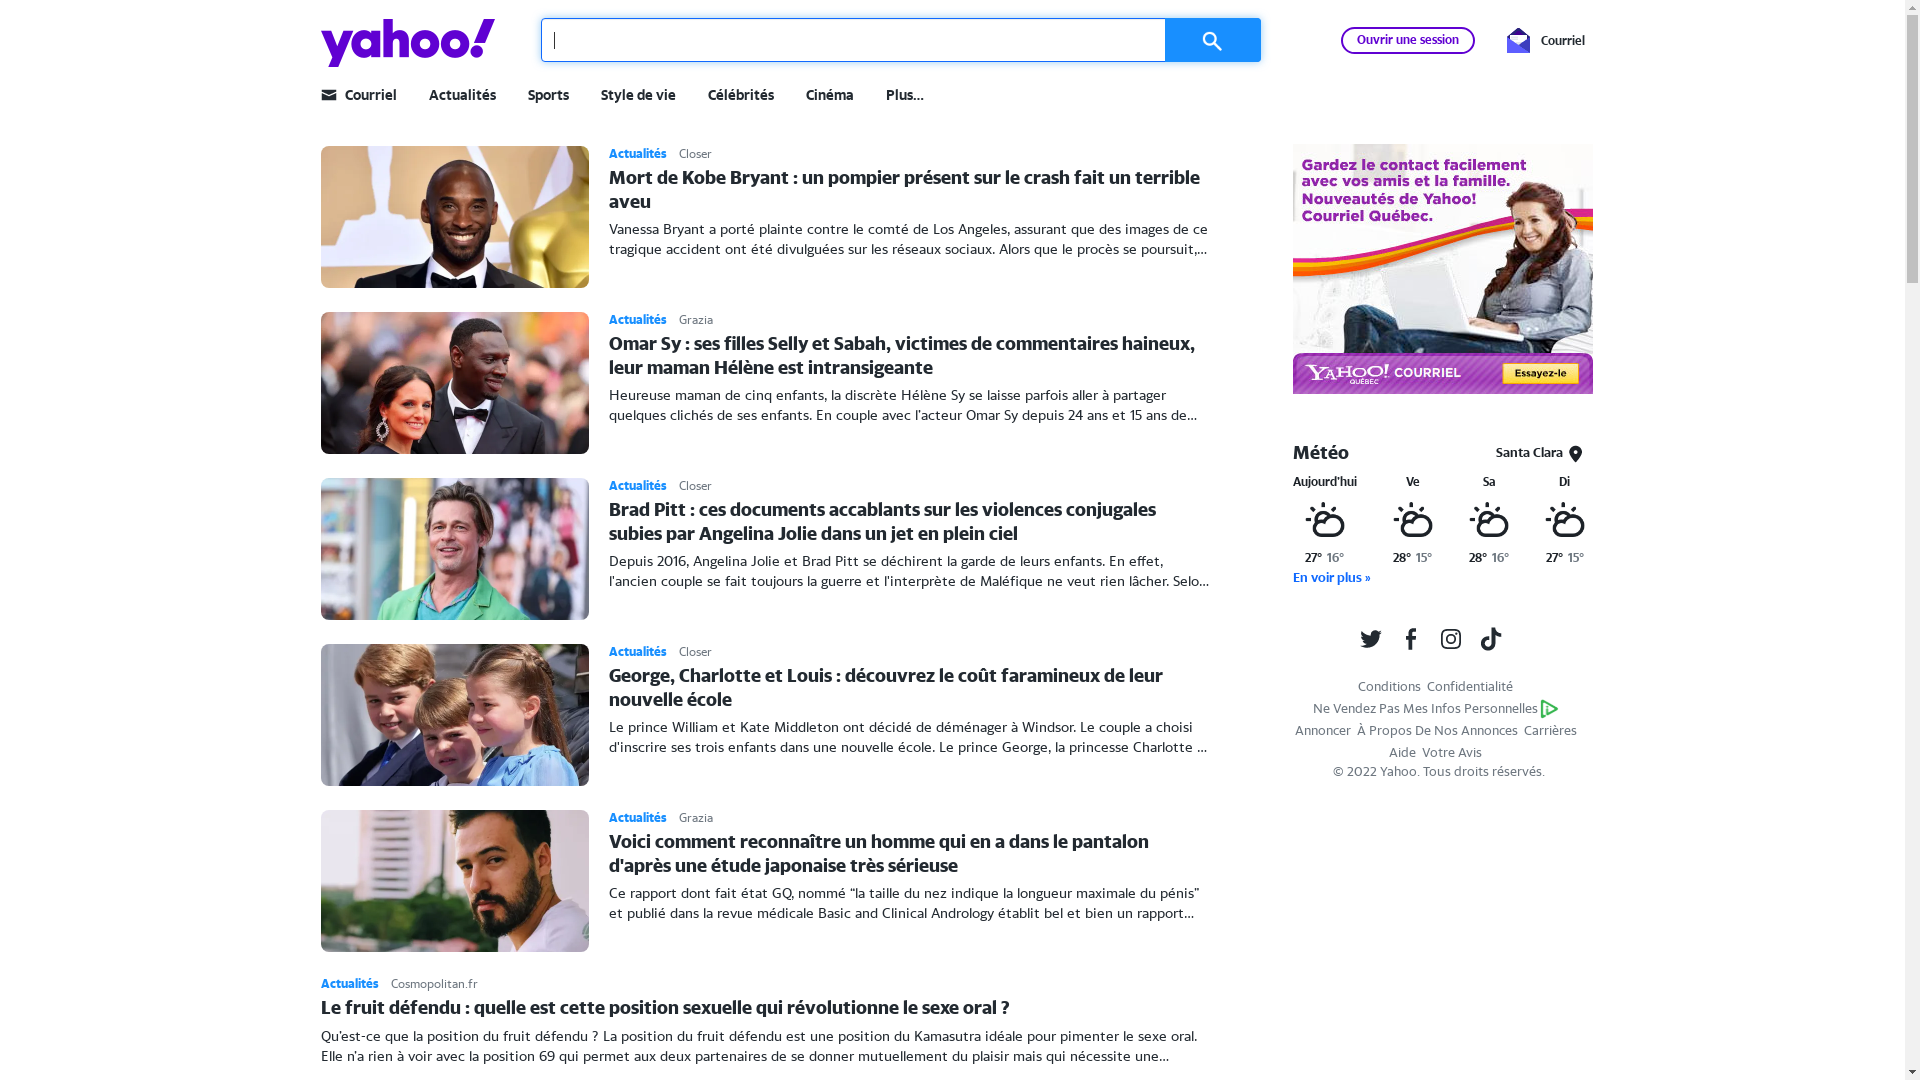 yahoo!
Ouvrir une session
Courriel
Courriel Actualités Sports Style de vie Célébrités Cinéma Plus...
Actualités Closer
Mort de Kobe Bryant : un pompier présent sur le crash fait un terrible
aveu
Vanessa Bryant a porté plainte contre le comté de Los Angeles, assurant que des images de ce
tragique accident ont été divulguées sur les réseaux sociaux. Alors que le procès se poursuit,...
Actualités Grazia
Omar Sy : ses filles Selly et Sabah, victimes de commentaires haineux,
leur maman Hélène est intransigeante
Heureuse maman de cinq enfants, la discrète Hélène Sy se laisse parfois aller à partager
quelques clichés de ses enfants. En couple avec l'acteur Omar Sy depuis 24 ans et 15 ans de...
Actualités Closer
Brad Pitt : ces documents accablants sur les violences conjugales
subies par Angelina Jolie dans un jet en plein ciel
Depuis 2016, Angelina Jolie et Brad Pitt se déchirent la garde de leurs enfants. En effet,
l'ancien couple se fait toujours la guerre et l'interprète de Maléfique ne veut rien lâcher. Selo...
Actualités Closer
George, Charlotte et Louis : découvrez le coût faramineux de leur
nouvelle école
Le prince William et Kate Middleton ont décidé de déménager à Windsor. Le couple a choisi
d'inscrire ses trois enfants dans une nouvelle école. Le prince George, la princesse Charlotte ...
Actualités Grazia
Voici comment reconnaître un homme qui en a dans le pantalon
d'après une étude japonaise très sérieuse
Ce rapport dont fait état GQ, nommé “la taille du nez indique la longueur maximale du pénis”
et publié dans la revue médicale Basic and Clinical Andrology établit bel et bien un rapport...
Actualités Cosmopolitan.fr
Le fruit défendu : quelle est cette position sexuelle qui révolutionne le sexe oral ?
Qu'est-ce que la position du fruit défendu ? La position du fruit défendu est une position du Kamasutra idéale pour pimenter le sexe oral.
Elle n'a rien à voir avec la position 69 qui permet aux deux partenaires de se donner mutuellement du plaisir mais qui nécessite une...
Gardez le contact facilement
avec vos amis et la famille.
Nouveautés de Yahoo!
Courriel Québec.
YAHOO! QUÉBEC COURRIEL Essayez-le
Météo Santa Clara
Aujourd'hui Ve Sa Di
27° 16° 28° 15° 28° 16° 27° 15°
En voir plus »
Conditions Confidentialité
Ne Vendez Pas Mes Infos Personnelles
Annoncer À Propos De Nos Annonces Carrières
Aide Votre Avis
© 2022 Yahoo. Tous droits réservés.